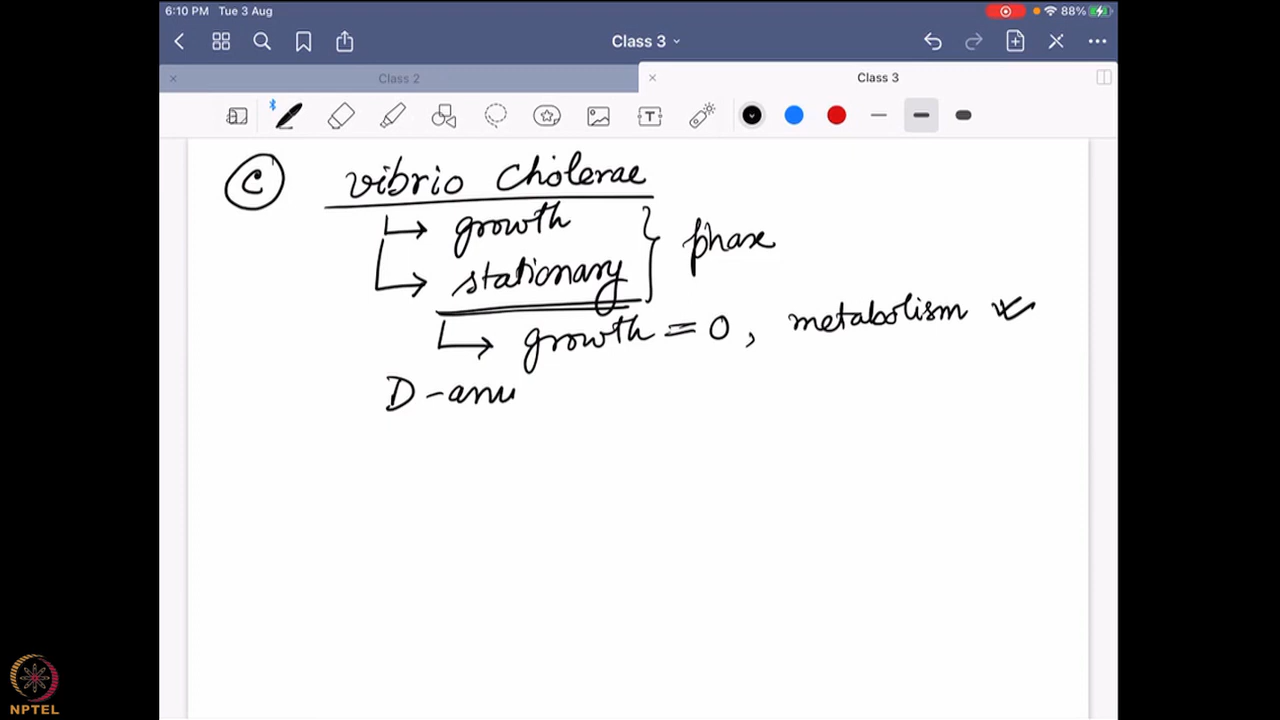 6:10 PM Tue 3 Aug 88%
Class 3
Class 2
Class 3
C vibrio Cholerae
↳ growth
↳ stationary } phase
↳ growth = 0, metabolism ✓
D-
NPTEL